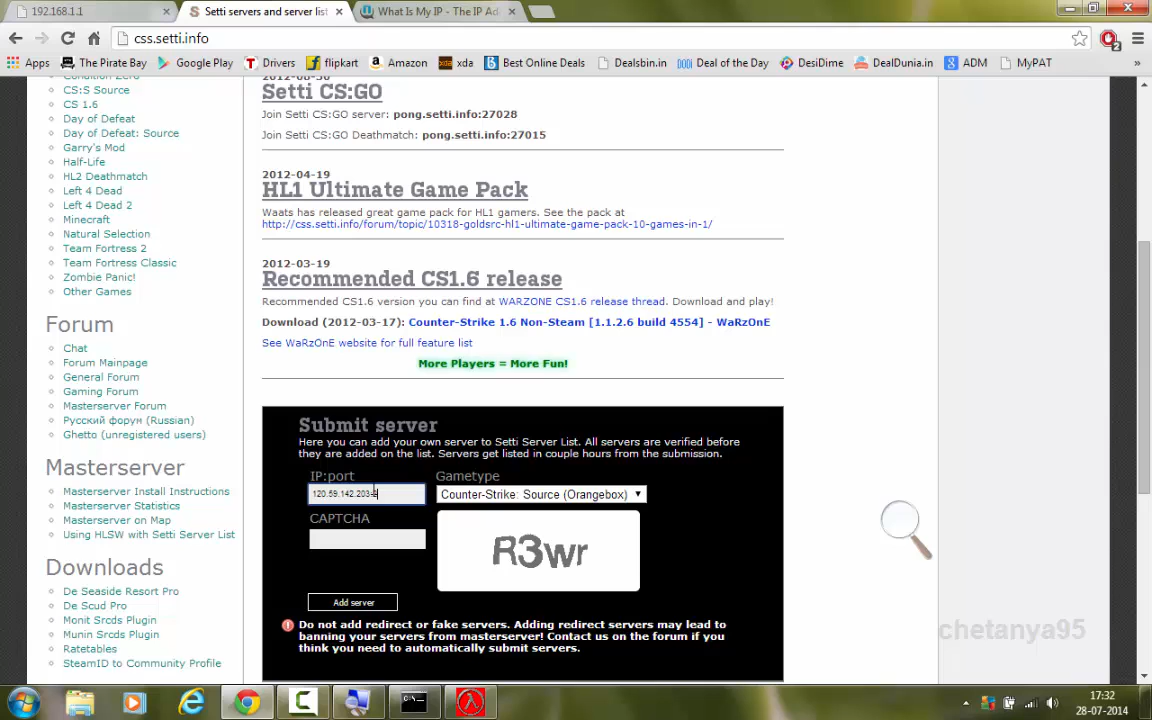 192.168.1.1
Setti servers and server list
What Is My IP - The IP Ad
css.setti.info
Apps
The Pirate Bay
Google Play
Drivers
flipkart
Amazon
xda
Best Online Deals
Dealsbin.in
Deal of the Day
DesiDime
DealDunia.in
ADM
MyPAT
»
Condition Zero
CS:S Source
CS 1.6
Day of Defeat
Day of Defeat: Source
Garry's Mod
Half-Life
HL2 Deathmatch
Left 4 Dead
Left 4 Dead 2
Minecraft
Natural Selection
Team Fortress 2
Team Fortress Classic
Zombie Panic!
Other Games
Forum
Chat
Forum Mainpage
General Forum
Gaming Forum
Masterserver Forum
Русский форум (Russian)
Ghetto (unregistered users)
Masterserver
Masterserver Install Instructions
Masterserver Statistics
Masterserver on Map
Using HLSW with Setti Server List
Downloads
De Seaside Resort Pro
De Scud Pro
Monit Srcds Plugin
Munin Srcds Plugin
Ratetables
SteamID to Community Profile
2012-08-30
Setti CS:GO
Join Setti CS:GO server: pong.setti.info:27028
Join Setti CS:GO Deathmatch: pong.setti.info:27015
2012-04-19
HL1 Ultimate Game Pack
Waats has released great game pack for HL1 gamers. See the pack at
http://css.setti.info/forum/topic/10318-goldsrc-hl1-ultimate-game-pack-10-games-in-1/
2012-03-19
Recommended CS1.6 release
Recommended CS1.6 version you can find at WARZONE CS1.6 release thread. Download and play!
Download (2012-03-17): Counter-Strike 1.6 Non-Steam [1.1.2.6 build 4554] - WaRzOnE
See WaRzOnE website for full feature list
More Players = More Fun!
Submit server
Here you can add your own server to Setti Server List. All servers are verified before
they are added on the list. Servers get listed in couple hours from the submission.
IP:port
Gametype
120.59.142.203
Counter-Strike: Source (Orangebox)
CAPTCHA
R3wr
Add server
Do not add redirect or fake servers. Adding redirect servers may lead to
banning your servers from masterserver! Contact us on the forum if you
think you need to automatically submit servers.
chetanya95
17:32
28-07-2014